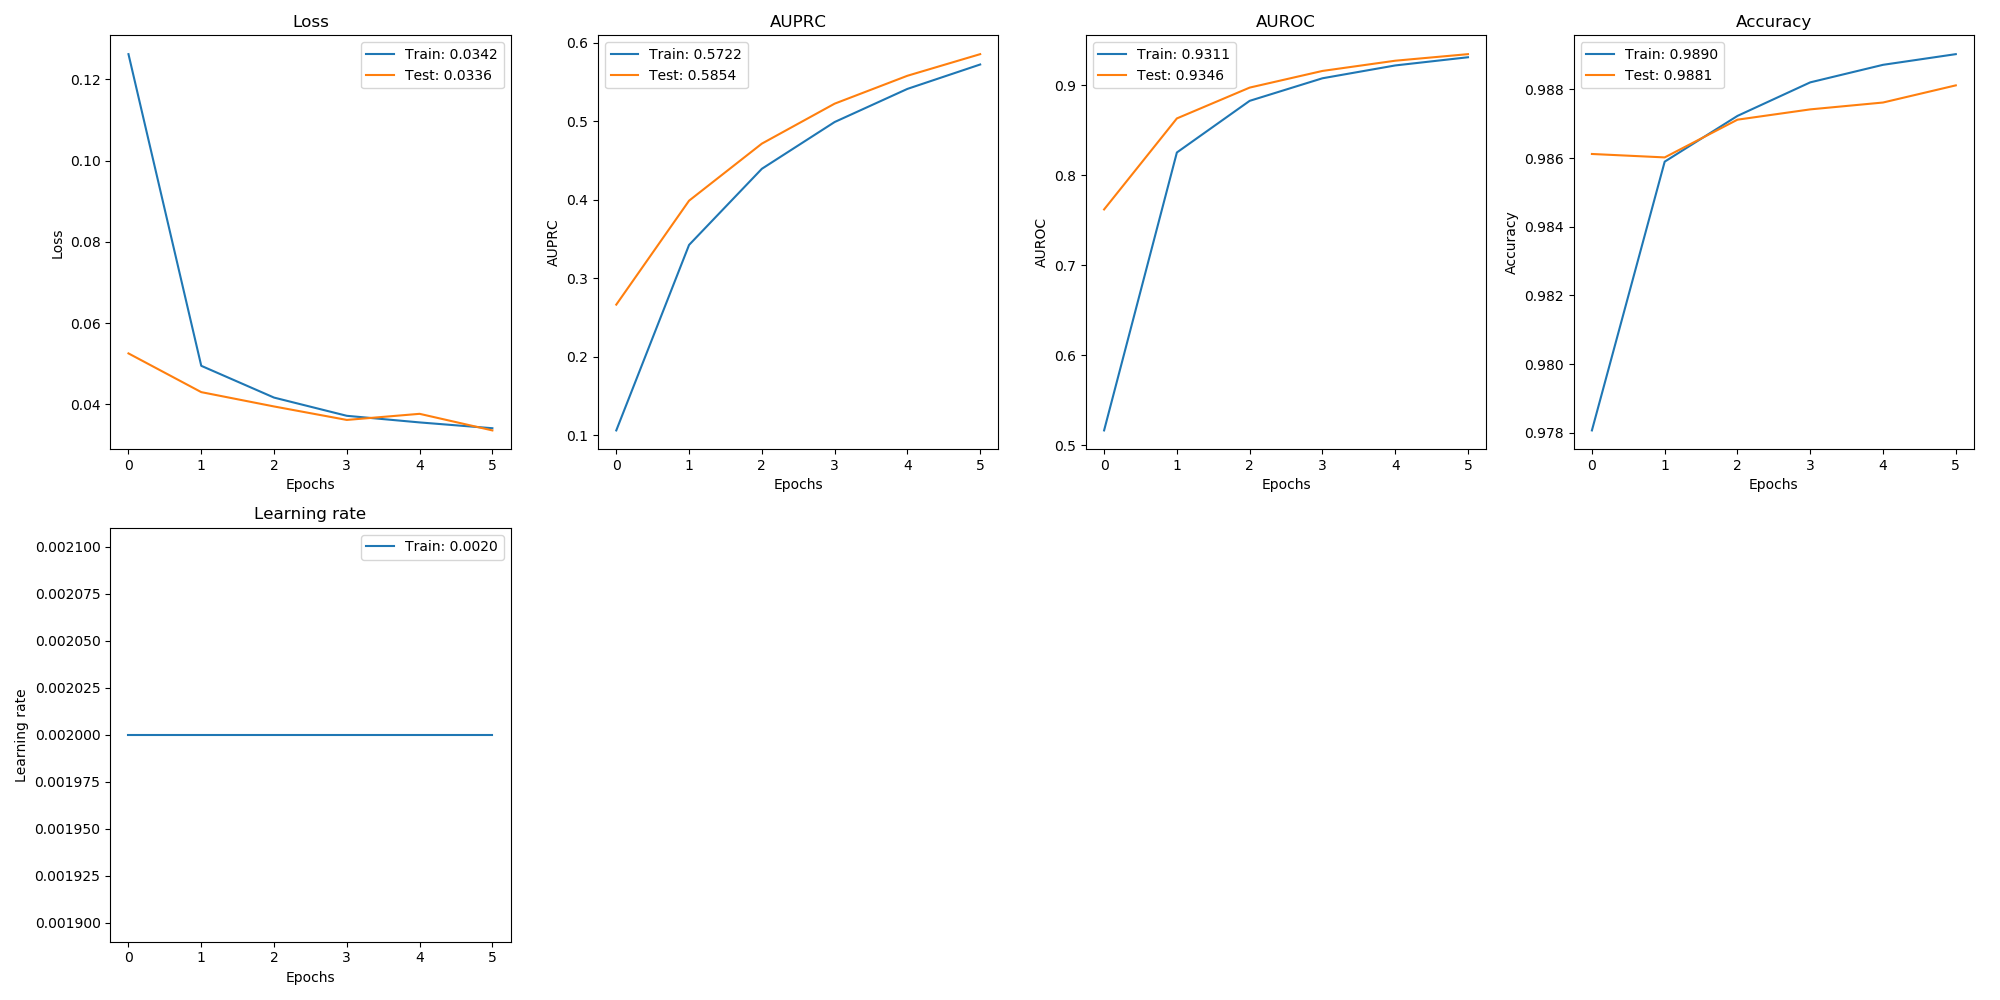 Loss
Train: 0.0342
Test: 0.0336
0.12
0.10
0.08
0.06
0.04
Loss
0 1 2 3 4 5
Epochs
AUPRC
Train: 0.5722
Test: 0.5854
0.6
0.5
0.4
0.3
0.2
0.1
AUPRC
0 1 2 3 4 5
Epochs
AUROC
Train: 0.9311
Test: 0.9346
0.9
0.8
0.7
0.6
0.5
AUROC
0 1 2 3 4 5
Epochs
Accuracy
Train: 0.9890
Test: 0.9881
0.988
0.986
0.984
0.982
0.980
0.978
Accuracy
0 1 2 3 4 5
Epochs
Learning rate
Train: 0.0020
0.002100
0.002075
0.002050
0.002025
0.002000
0.001975
0.001950
0.001925
0.001900
Learning rate
0 1 2 3 4 5
Epochs